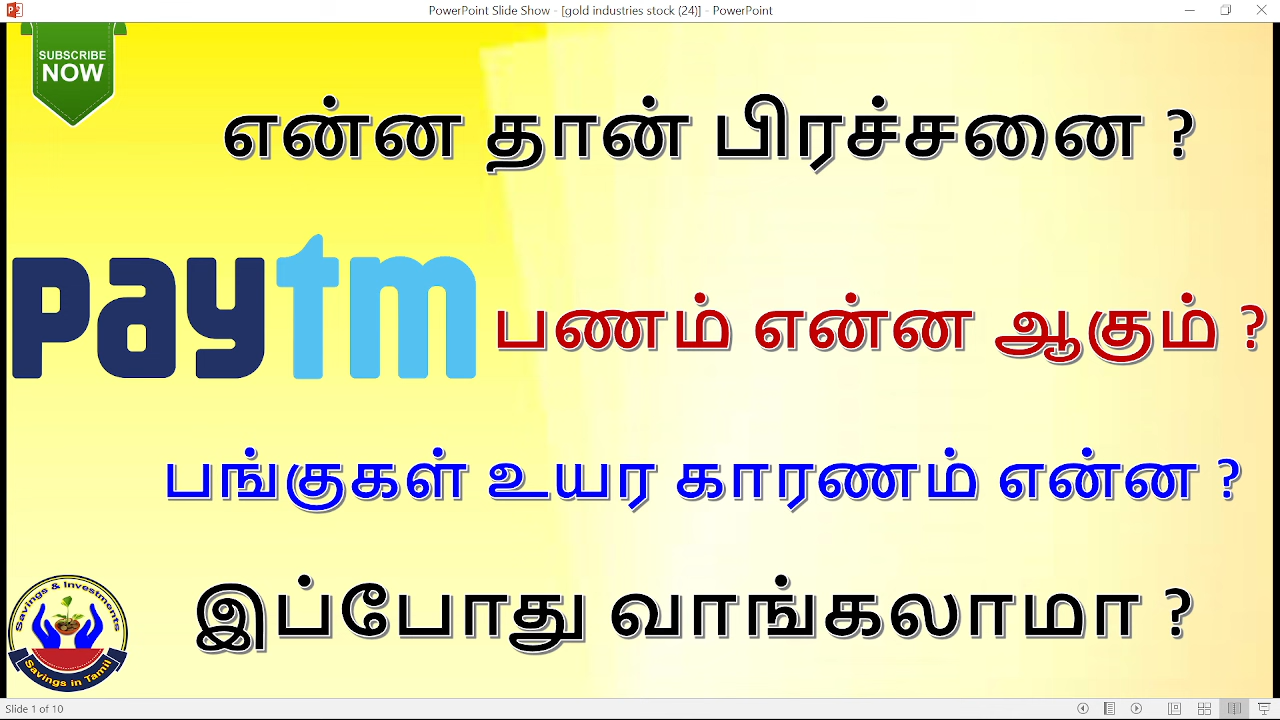 PowerPoint Slide Show - [gold industries stock (24)] - PowerPoint
SUBSCRIBE
NOW
என்ன தான் பிரச்சனை ?
paytm பணம் என்ன ஆகும் ?
பங்குகள் உயர காரணம் என்ன ?
இப்போது வாங்கலாமா ?
Savings & Investments
Savings in Tamil
Slide 1 of 10